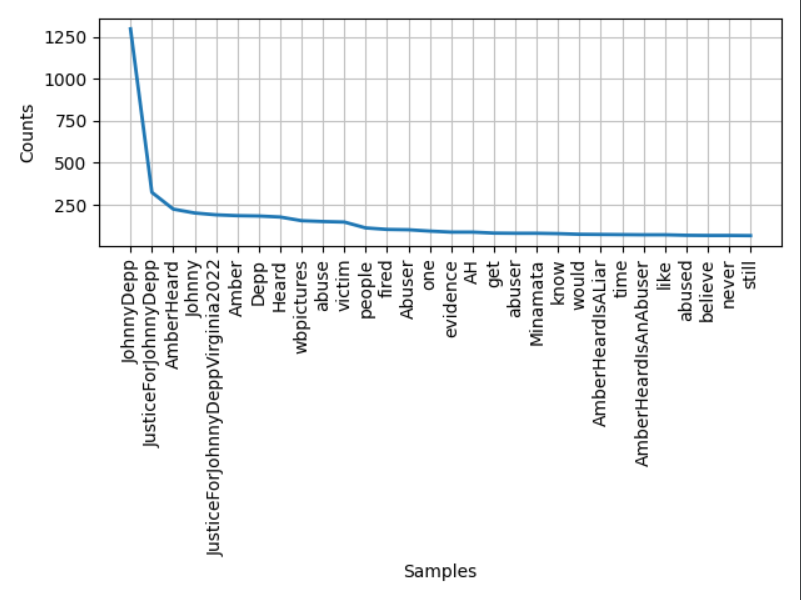 1250
1000
750
500
250
Counts
JohnnyDepp
JusticeForJohnnyDepp
AmberHeard
Johnny
JusticeForJohnnyDeppVirginia2022
Amber
Depp
Heard
wbpictures
abuse
victim
people
fired
Abuser
one
evidence
AH
get
abuser
Minamata
know
would
AmberHeardIsALiar
time
AmberHeardIsAnAbuser
like
abused
believe
never
still
Samples